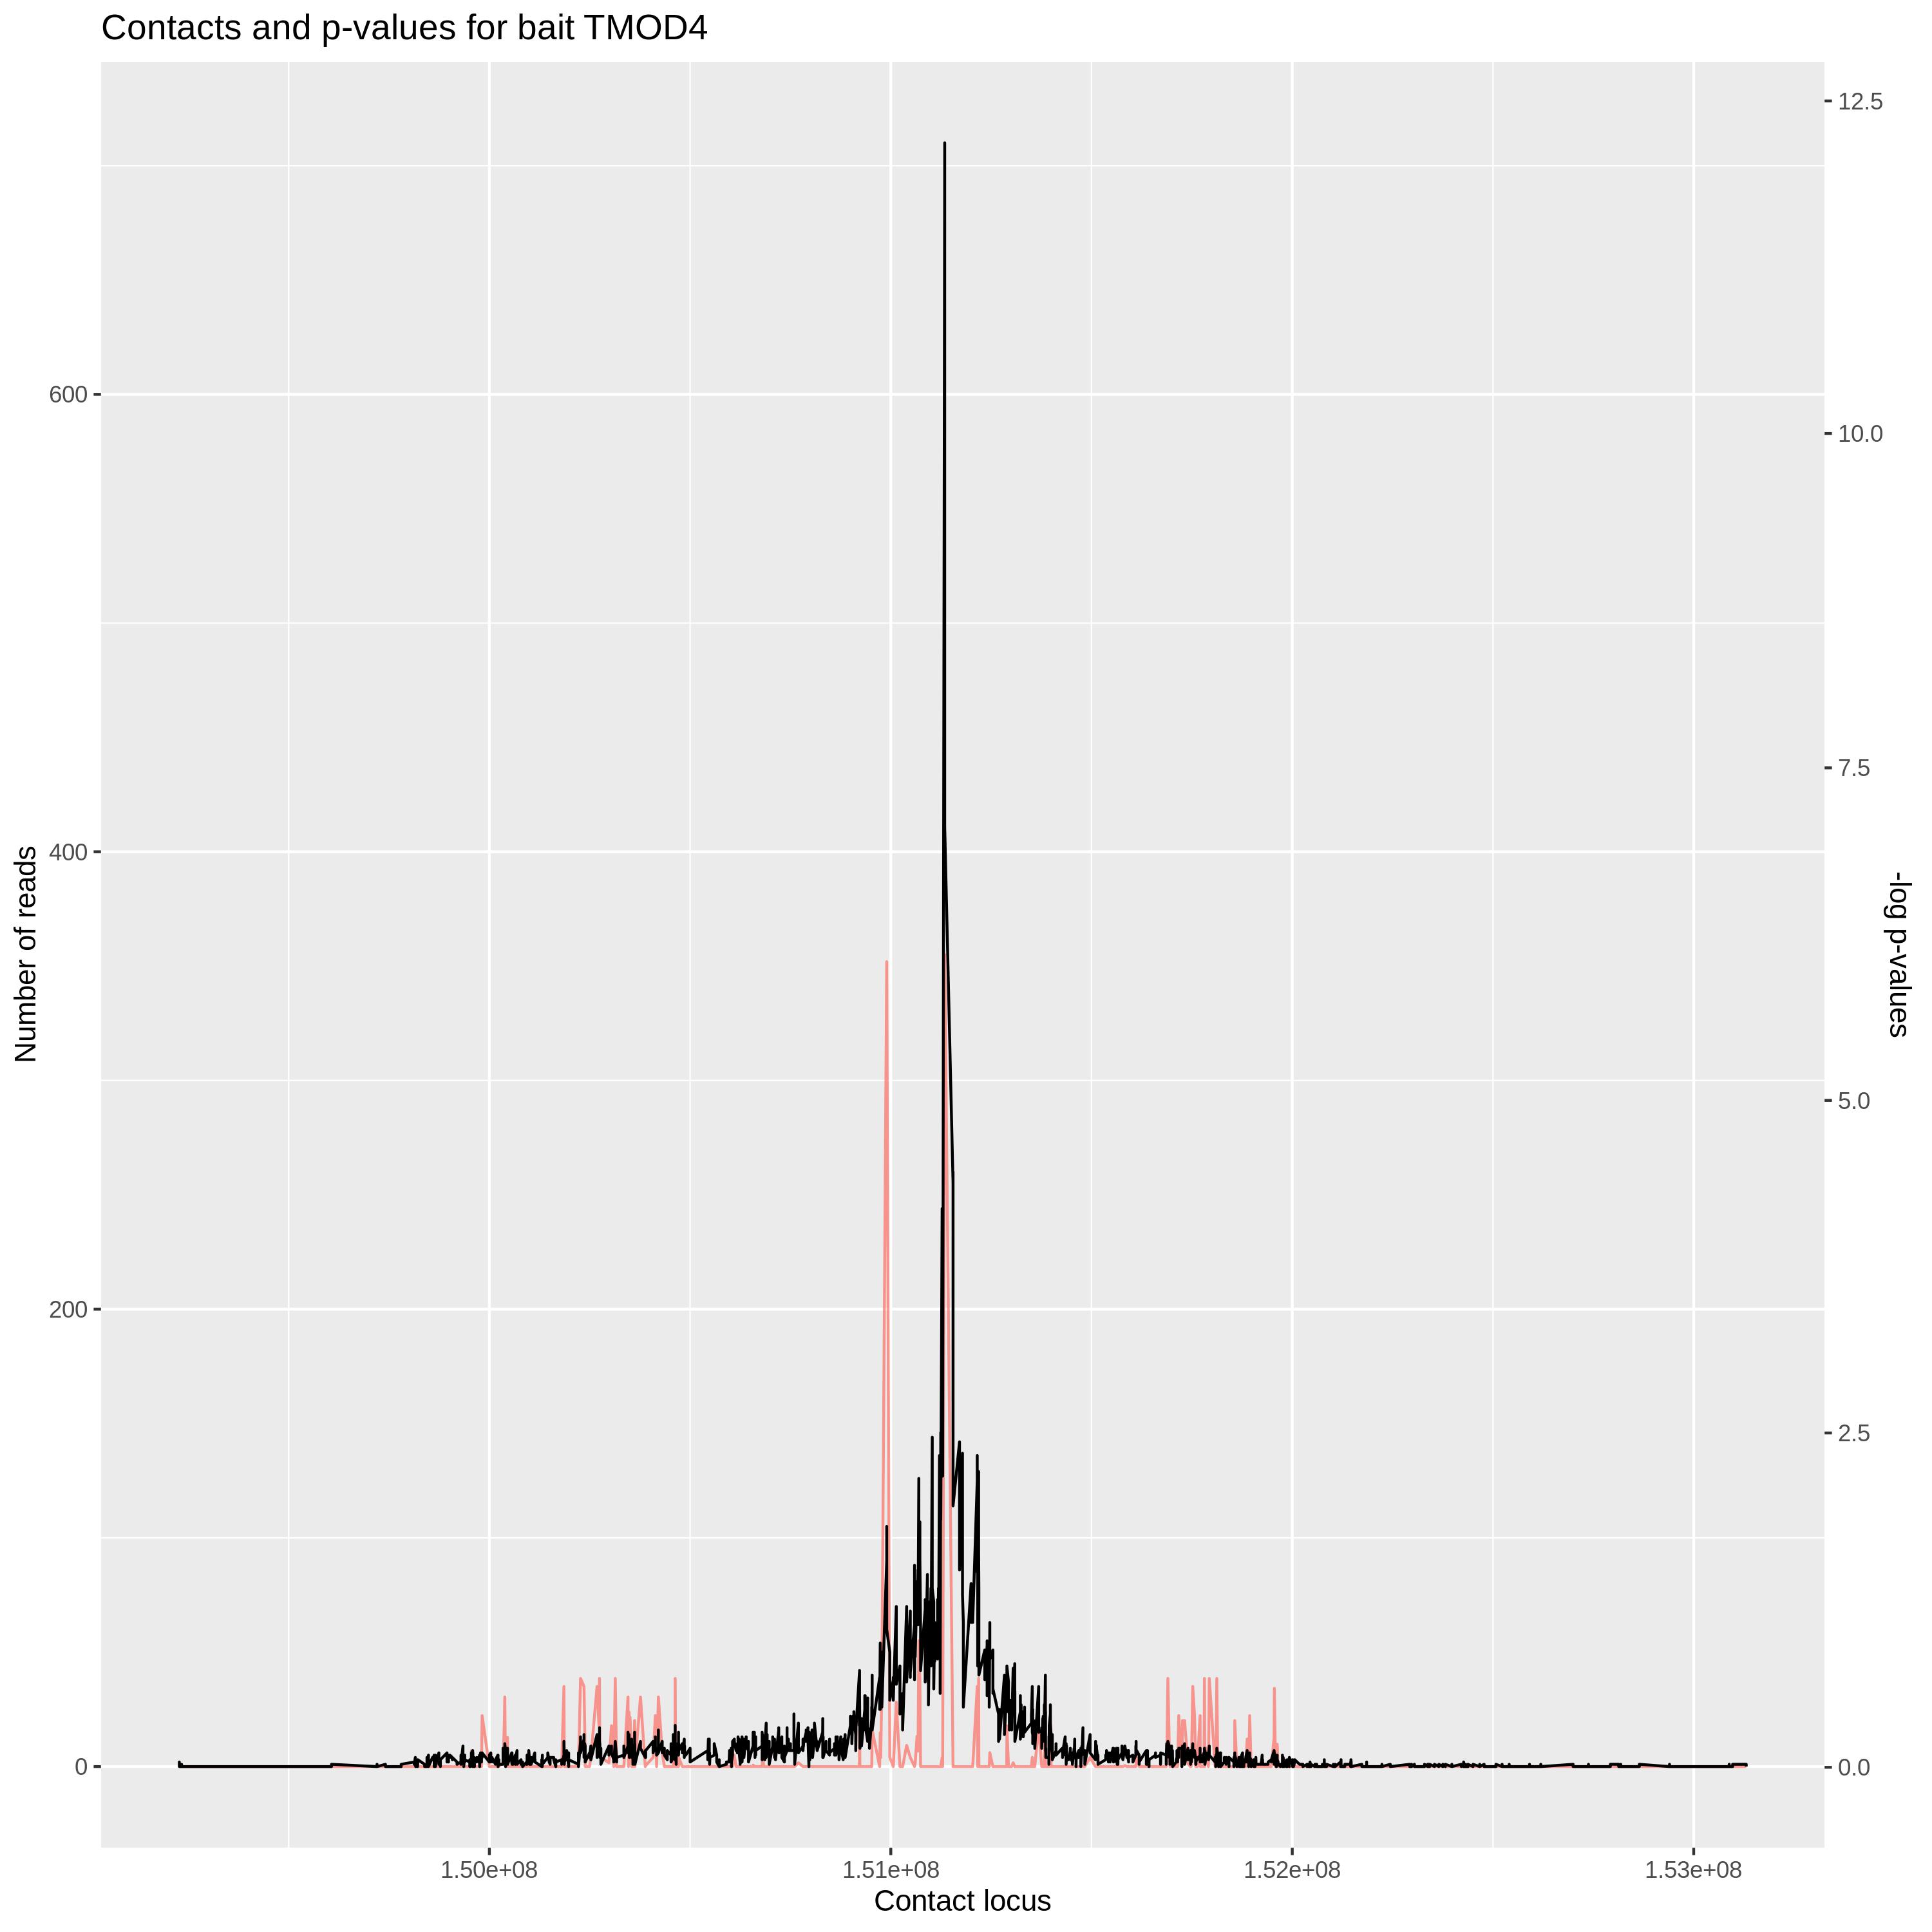 Contacts and p-values for bait TMOD4
12.5
600
10.0
7.5
400
Number of reads
-log p-values
5.0
200
2.5
0
0.0
1.50e+08
1.51e+08
1.52e+08
1.53e+08
Contact locus